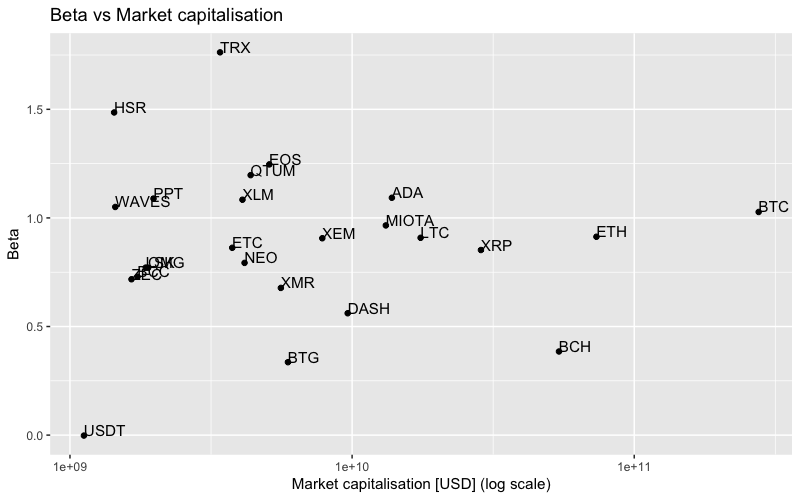 Beta vs Market capitalisation
TRX
HSR
1.5
EOS
QTUM
PPT
XLM
ADA
WAVES
BTC
MIOTA
1.0
ETC
XEM
LTC
ETH
XRP
NEO
OMG
ZEC
XMR
DASH
0.5
BTG
BCH
USDT
0.0
Beta
1e+09
1e+10
1e+11
Market capitalisation [USD] (log scale)